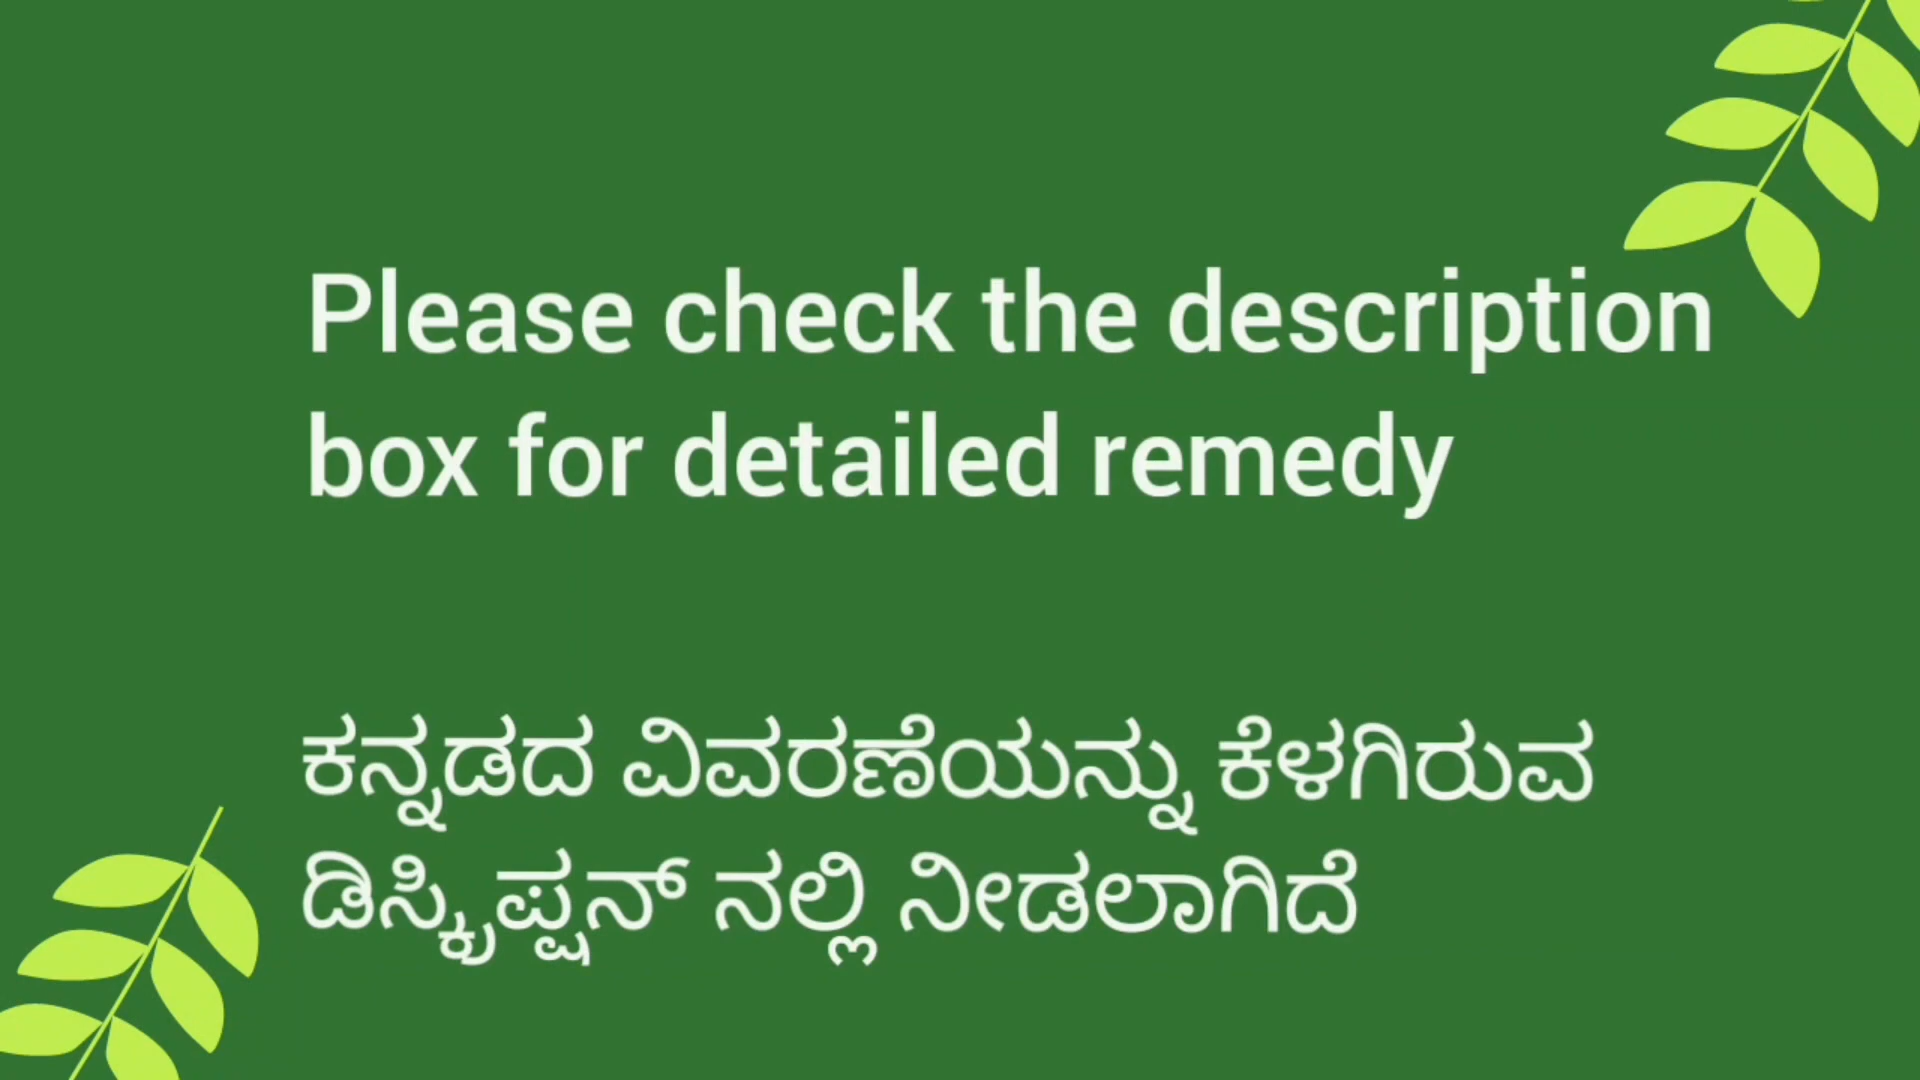 Please check the description
box for detailed remedy
ಕನ್ನಡದ ವಿವರಣೆಯನ್ನು ಕೆಳಗಿರುವ
ಡಿಸ್ಕ್ರಿಪ್ಷನ್ ನಲ್ಲಿ ನೀಡಲಾಗಿದೆ